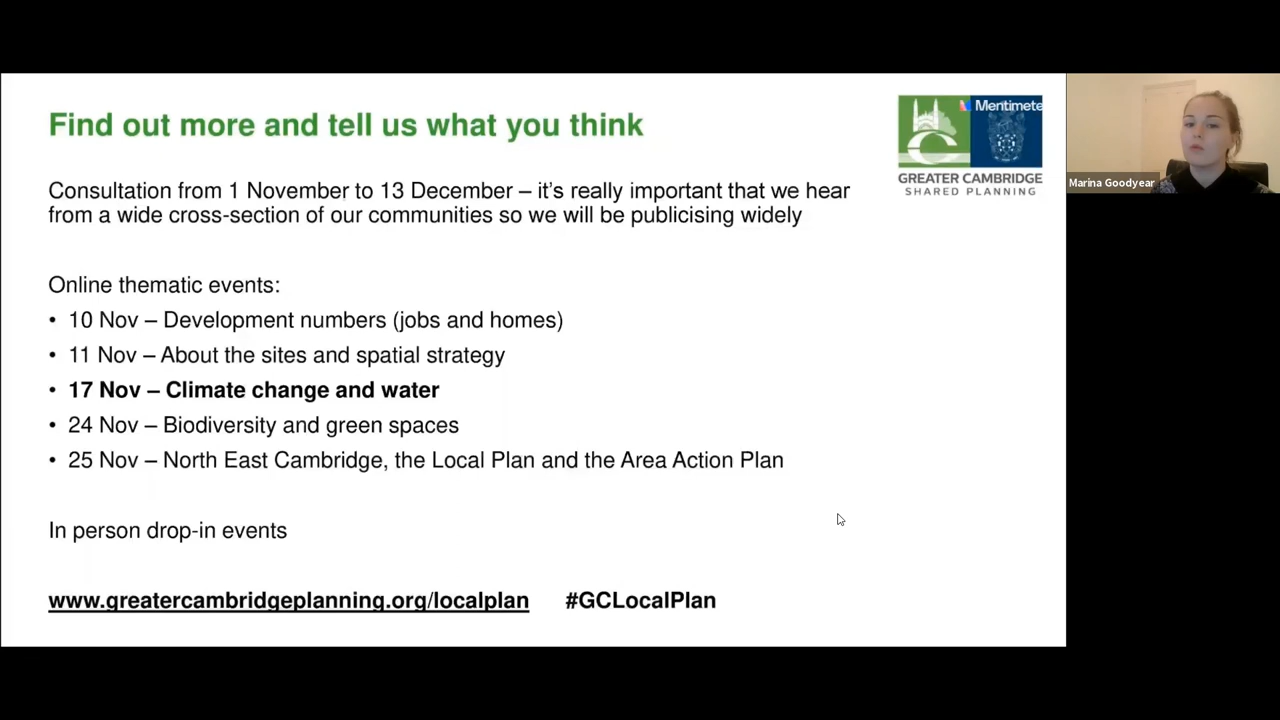 Find out more and tell us what you think
Mentimete
GREATER CAMBRIDGE
SHARED PLANNING
Marina Goodyear
Consultation from 1 November to 13 December – it's really important that we hear
from a wide cross-section of our communities so we will be publicising widely
Online thematic events:
• 10 Nov – Development numbers (jobs and homes)
• 11 Nov – About the sites and spatial strategy
• 17 Nov – Climate change and water
• 24 Nov – Biodiversity and green spaces
• 25 Nov – North East Cambridge, the Local Plan and the Area Action Plan
In person drop-in events
www.greatercambridgeplanning.org/localplan #GCLocalPlan